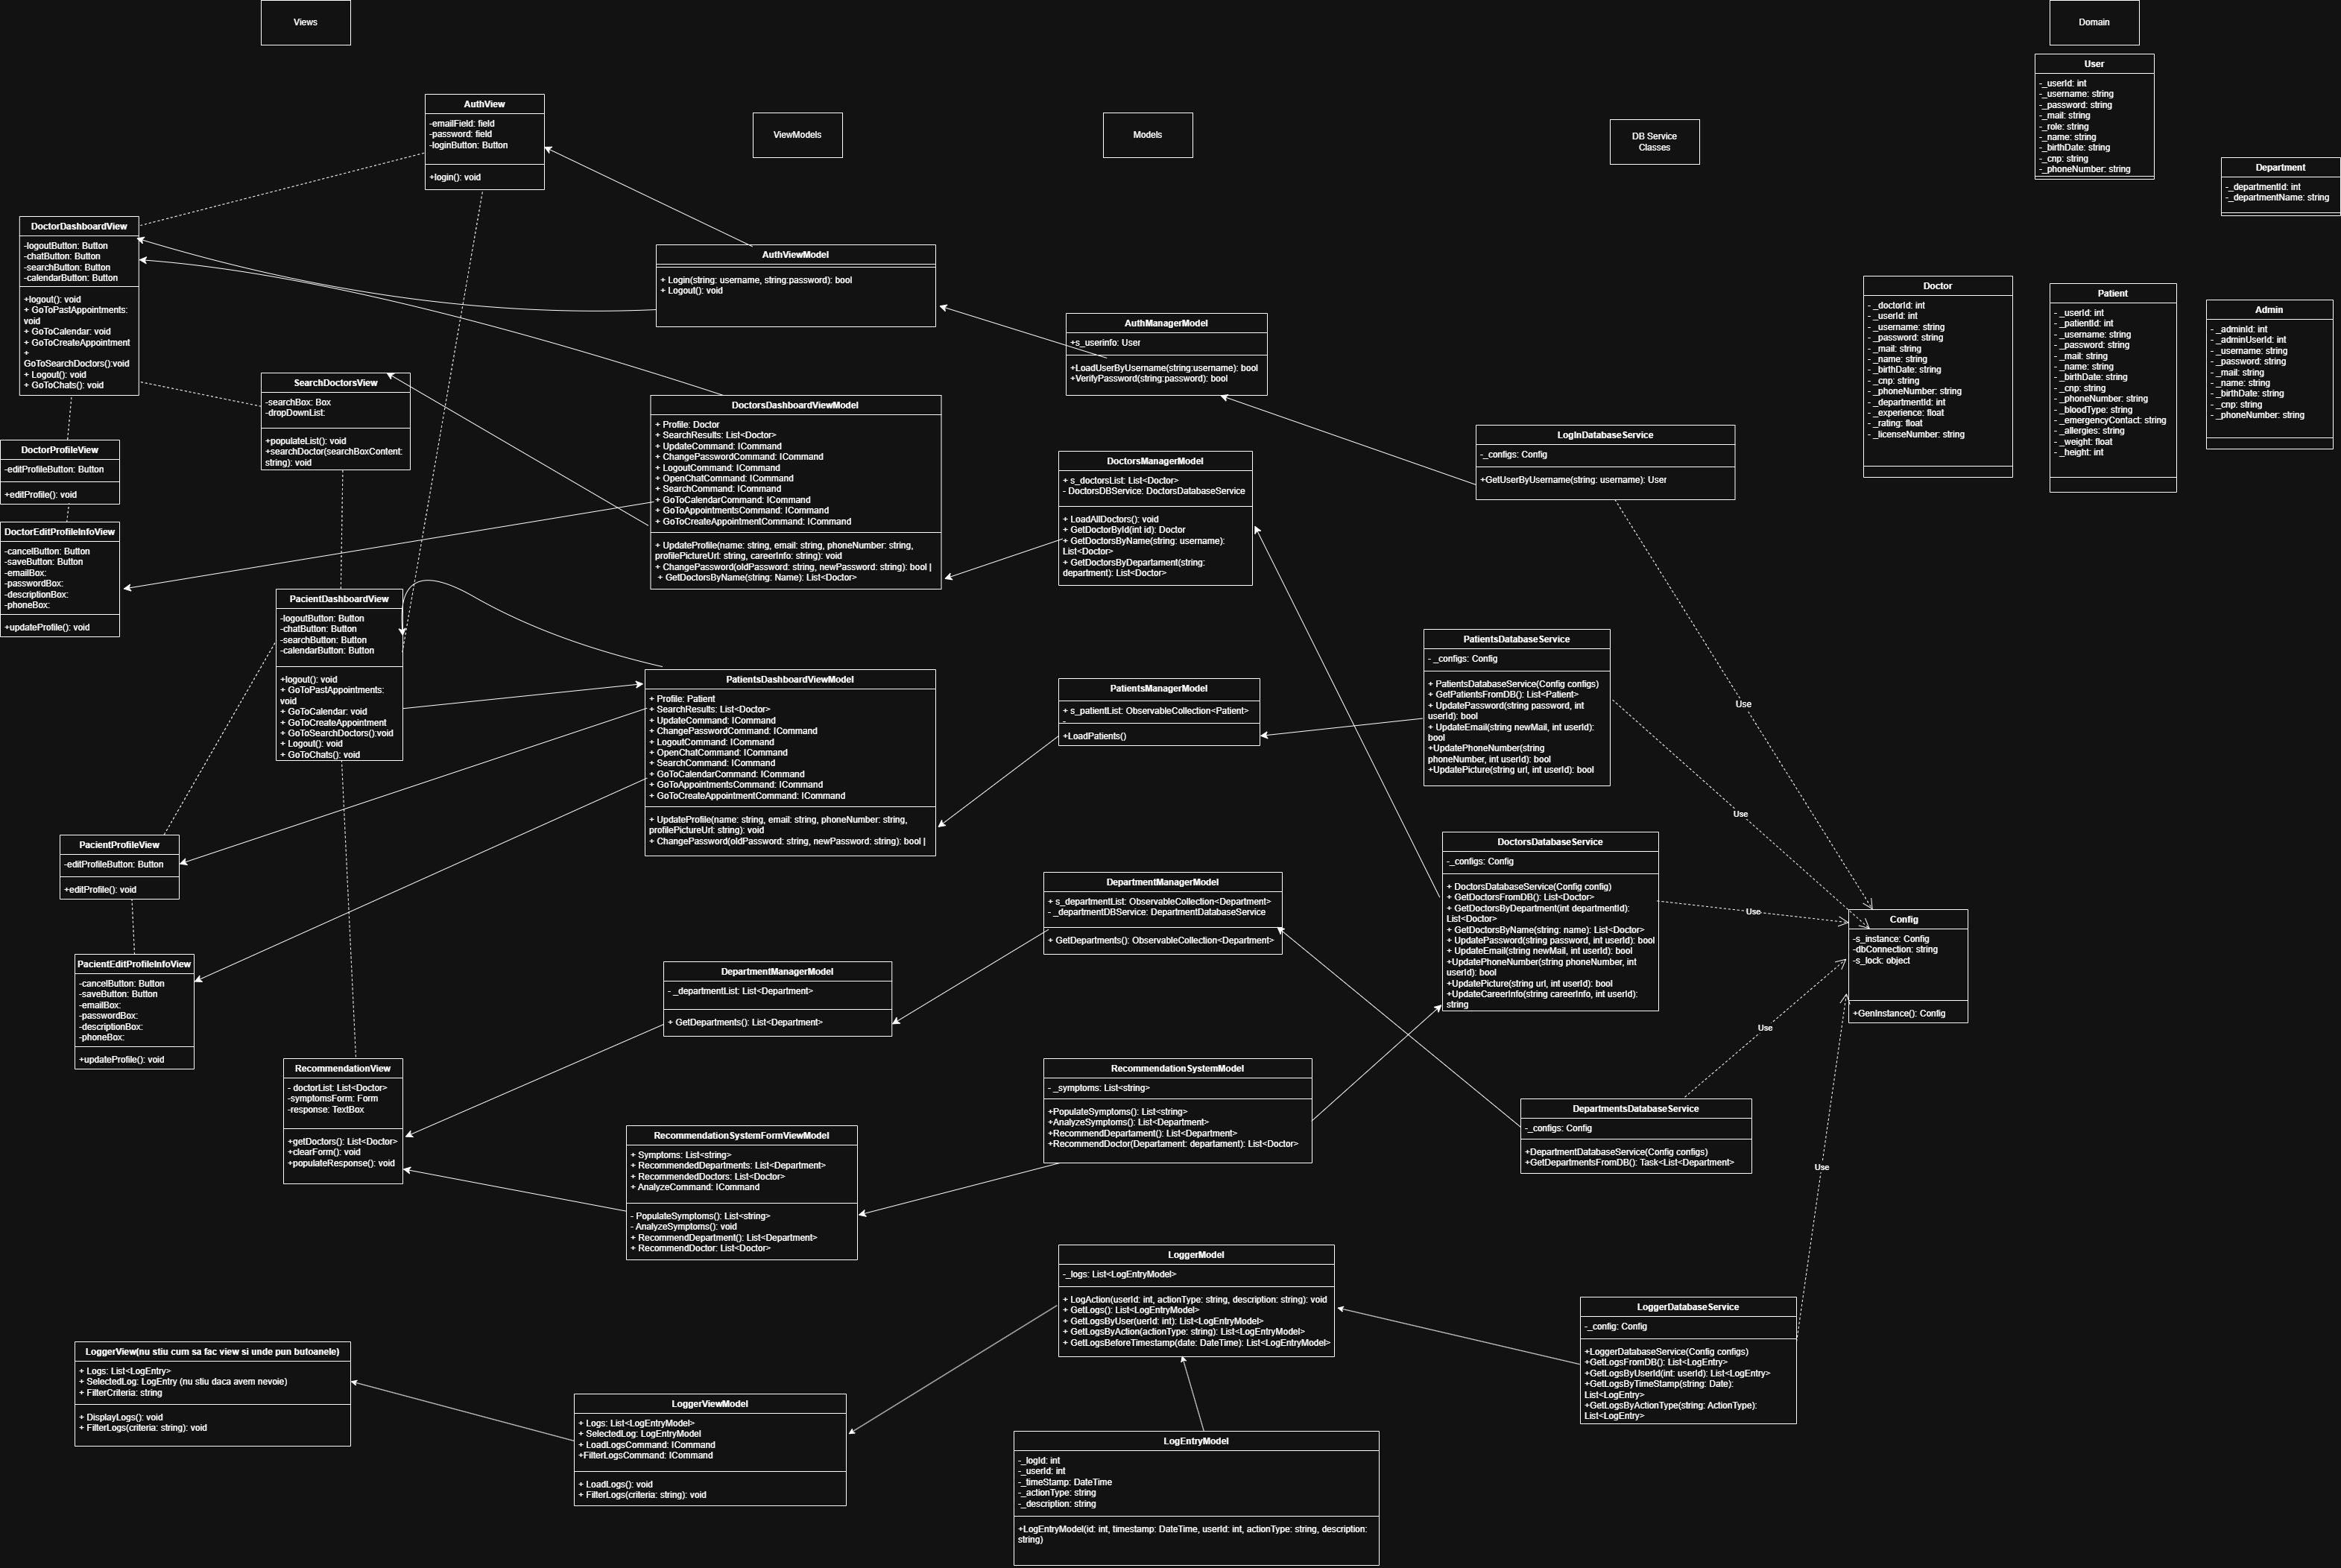 Views
Domain
ViewModels
Models
DB Service
Classes
User
-_userId: int
-_username: string
-_password: string
-_mail: string
-_role: string
-_name: string
-_birthDate: string
-_cnp: string
-_phoneNumber: string
Department
-_departmentId: int
-_departmentName: string
AuthView
-emailField: field
-password: field
-loginButton: Button
+login(): void
DoctorDashboardView
-logoutButton: Button
-chatButton: Button
-searchButton: Button
-calendarButton: Button
+logout(): void
+ GoToPastAppointments:
void
+ GoToCalendar: void
+ GoToCreateAppointment
+
GoToSearchDoctors():void
+ Logout(): void
+ GoToChats(): void
AuthViewModel
+ Login(string: username, string:password): bool
+ Logout(): void
AuthManagerModel
+s_userinfo: User
+LoadUserByUsername(string:username): bool
+VerifyPassword(string:password): bool
Doctor
- _doctorId: int
- _userId: int
- _username: string
- _password: string
- _mail: string
- _name: string
- _birthDate: string
- _cnp: string
- _phoneNumber: string
- _departmentId: int
- _experience: float
- _rating: float
- _licenseNumber: string
Patient
- _userId: int
- _patientId: int
- _username: string
- _password: string
- _mail: string
- _name: string
- _birthDate: string
- _cnp: string
- _phoneNumber: string
- _bloodType: string
- _emergencyContact: string
- _allergies: string
- _weight: float
- _height: int
Admin
- _adminId: int
- _adminUserId: int
- _username: string
- _password: string
- _mail: string
- _name: string
- _birthDate: string
- _cnp: string
- _phoneNumber: string
SearchDoctorsView
-searchBox: Box
-dropDownList:
+populateList(): void
+searchDoctor(searchBoxContent:
string): void
DoctorProfileView
-editProfileButton: Button
+editProfile(): void
DoctorEditProfileInfoView
-cancelButton: Button
-saveButton: Button
-emailBox:
-passwordBox:
-descriptionBox:
-phoneBox:
+updateProfile(): void
DoctorsDashboardViewModel
+ Profile: Doctor
+ SearchResults: List<Doctor>
+ UpdateCommand: ICommand
+ ChangePasswordCommand: ICommand
+ LogoutCommand: ICommand
+ OpenChatCommand: ICommand
+ SearchCommand: ICommand
+ GoToCalendarCommand: ICommand
+ GoToAppointmentsCommand: ICommand
+ GoToCreateAppointmentCommand: ICommand
+ UpdateProfile(name: string, email: string, phoneNumber: string,
profilePictureUrl: string, careerInfo: string): void
+ ChangePassword(oldPassword: string, newPassword: string): bool |
+ GetDoctorsByName(string: Name): List<Doctor>
DoctorsManagerModel
+ s_doctorsList: List<Doctor>
- DoctorsDBService: DoctorsDatabaseService
+ LoadAllDoctors(): void
+ GetDoctorById(int id): Doctor
+ GetDoctorsByName(string: username):
List<Doctor>
+ GetDoctorsByDepartament(string:
department): List<Doctor>
LogInDatabaseService
-_configs: Config
+GetUserByUsername(string: username): User
PacientDashboardView
-logoutButton: Button
-chatButton: Button
-searchButton: Button
-calendarButton: Button
+logout(): void
+ GoToPastAppointments:
void
+ GoToCalendar: void
+ GoToCreateAppointment
+ GoToSearchDoctors():void
+ Logout(): void
+ GoToChats(): void
PatientsDashboardViewModel
+ Profile: Patient
+ SearchResults: List<Doctor>
+ UpdateCommand: ICommand
+ ChangePasswordCommand: ICommand
+ LogoutCommand: ICommand
+ OpenChatCommand: ICommand
+ SearchCommand: ICommand
+ GoToCalendarCommand: ICommand
+ GoToAppointmentsCommand: ICommand
+ GoToCreateAppointmentCommand: ICommand
+ UpdateProfile(name: string, email: string, phoneNumber: string,
profilePictureUrl: string): void
+ ChangePassword(oldPassword: string, newPassword: string): bool |
PatientsManagerModel
+ s_patientList: ObservableCollection<Patient>
-
+LoadPatients()
PatientsDatabaseService
- _configs: Config
+ PatientsDatabaseService(Config configs)
+ GetPatientsFromDB(): List<Patient>
+ UpdatePassword(string password, int
userId): bool
+ UpdateEmail(string newMail, int userId):
bool
+UpdatePhoneNumber(string
phoneNumber, int userId): bool
+UpdatePicture(string url, int userId): bool
Use
Use
Use
Use
Use
DoctorsDatabaseService
-_configs: Config
+ DoctorsDatabaseService(Config config)
+ GetDoctorsFromDB(): List<Doctor>
+ GetDoctorsByDepartment(int departmentId):
List<Doctor>
+ GetDoctorsByName(string: name): List<Doctor>
+ UpdatePassword(string password, int userId): bool
+ UpdateEmail(string newMail, int userId): bool
+UpdatePhoneNumber(string phoneNumber, int
userId): bool
+UpdatePicture(string url, int userId): bool
+UpdateCareerInfo(string careerInfo, int userId):
string
Config
-s_instance: Config
-dbConnection: string
-s_lock: object
+GenInstance(): Config
PacientProfileView
-editProfileButton: Button
+editProfile(): void
PacientEditProfileInfoView
-cancelButton: Button
-saveButton: Button
-emailBox:
-passwordBox:
-descriptionBox:
-phoneBox:
+updateProfile(): void
DepartmentManagerModel
+ s_departmentList: ObservableCollection<Department>
- _departmentDBService: DepartmentDatabaseService
+ GetDepartments(): ObservableCollection<Department>
DepartmentManagerModel
- _departmentList: List<Department>
+ GetDepartments(): List<Department>
RecommendationView
- doctorList: List<Doctor>
-symptomsForm: Form
-response: TextBox
+getDoctors(): List<Doctor>
+clearForm(): void
+populateResponse(): void
RecommendationSystemFormViewModel
+ Symptoms: List<string>
+ RecommendedDepartments: List<Department>
+ RecommendedDoctors: List<Doctor>
+ AnalyzeCommand: ICommand
- PopulateSymptoms(): List<string>
- AnalyzeSymptoms(): void
+ RecommendDepartment(): List<Department>
+ RecommendDoctor: List<Doctor>
RecommendationSystemModel
- _symptoms: List<string>
+PopulateSymptoms(): List<string>
+AnalyzeSymptoms(): List<Department>
+RecommendDepartament(): List<Department>
+RecommendDoctor(Departament: departament): List<Doctor>
DepartmentsDatabaseService
-_configs: Config
+DepartmentDatabaseService(Config configs)
+GetDepartmentsFromDB(): Task<List<Department>
LoggerModel
-_logs: List<LogEntryModel>
+ LogAction(userId: int, actionType: string, description: string): void
+ GetLogs(): List<LogEntryModel>
+ GetLogsByUser(uerId: int): List<LogEntryModel>
+ GetLogsByAction(actionType: string): List<LogEntryModel>
+ GetLogsBeforeTimestamp(date: DateTime): List<LogEntryModel>
LoggerDatabaseService
- _config: Config
+LoggerDatabaseService(Config configs)
+GetLogsFromDB(): List<LogEntry>
+GetLogsByUserId(int: userId): List<LogEntry>
+GetLogsByTimeStamp(string: Date):
List<LogEntry>
+GetLogsByActionType(string: ActionType):
List<LogEntry>
LoggerView(nu stiu cum sa fac view si unde pun butoanele)
+ Logs: List<LogEntry>
+ SelectedLog: LogEntry (nu stiu daca avem nevoie)
+ FilterCriteria: string
+ DisplayLogs(): void
+ FilterLogs(criteria: string): void
LoggerViewModel
+ Logs: List<LogEntryModel>
+ SelectedLog: LogEntryModel
+ LoadLogsCommand: ICommand
+FilterLogsCommand: ICommand
+ LoadLogs(): void
+ FilterLogs(criteria: string): void
LogEntryModel
-_logId: int
-_userId: int
-_timeStamp: DateTime
-_actionType: string
-_description: string
+LogEntryModel(id: int, timestamp: DateTime, userId: int, actionType: string, description:
string)